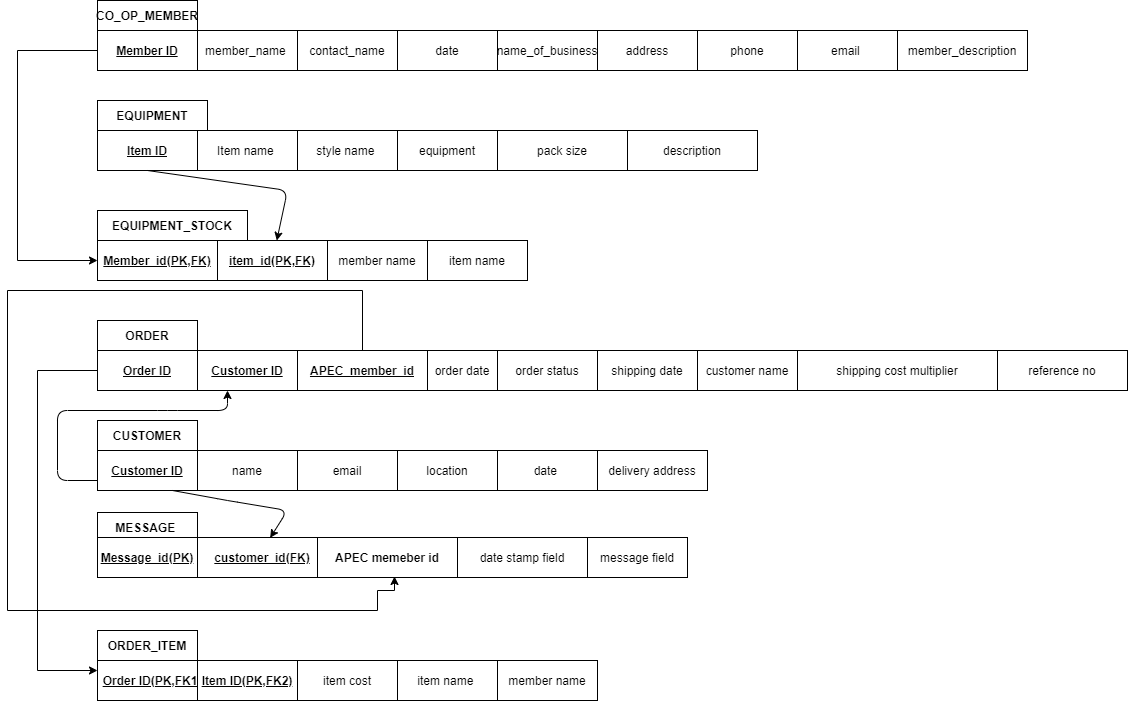 CO_OP_MEMBER
Member ID member_name contact_name date name_of_business address phone email member_description
EQUIPMENT
Item ID Item name style name equipment pack size description
EQUIPMENT_STOCK
Member_id(PK,FK) item_id(PK,FK) member name item name
ORDER
Order ID Customer ID APEC_member_id order date order status shipping date customer name shipping cost multiplier reference no
CUSTOMER
Customer ID name email location date delivery address
MESSAGE
Message_id(PK) customer_id(FK) APEC memeber id date stamp field message field
ORDER_ITEM
Order ID(PK,FK1 Item ID(PK,FK2) item cost item name member name